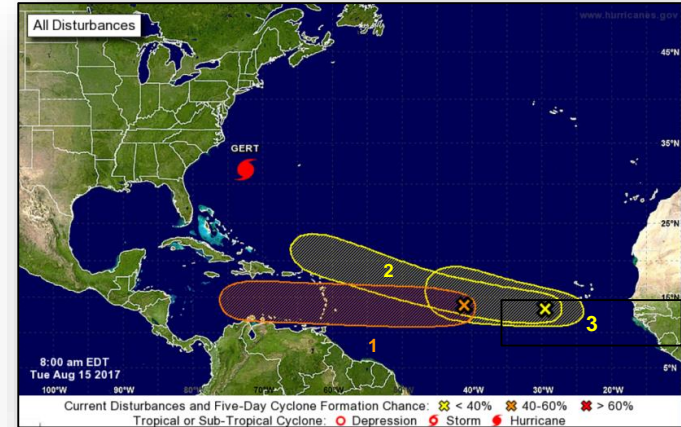 All Disturbances
www.hurricanes.gov
45°N
GERT
35°N
25°N
2
15°N
3
1
8:00 am EDT
Tue Aug 15 2017
5°N
100°W 90°W 80°W 70°W 60°W 40°W 30°W 20°W 10°W
Current Disturbances and Five-Day Cyclone Formation Chance: < 40% 40-60% > 60%
Tropical or Sub-Tropical Cyclone: Depression Storm Hurricane